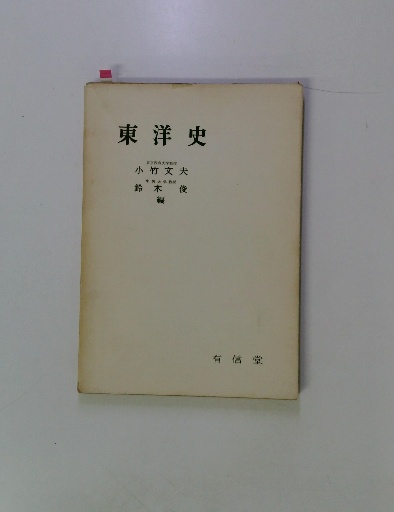 東洋史
小竹文夫
鈴木俊
編
有信堂